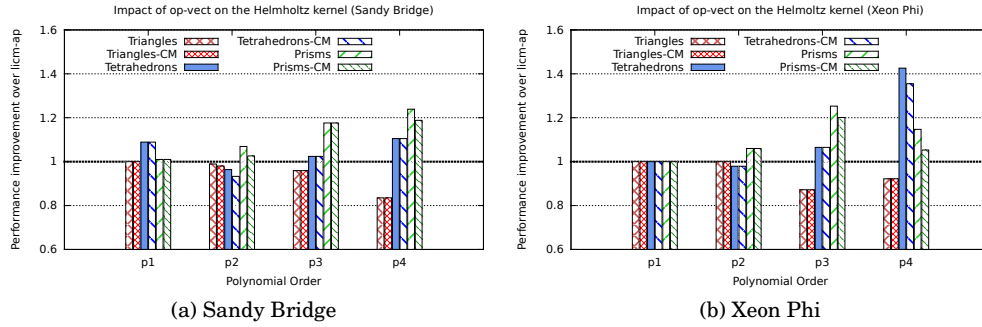 Impact of op-vect on the Helmholtz kernel (Sandy Bridge)
Performance improvement over licm-ap
1.6
1.4
1.2
1
0.8
0.6
Triangles
Triangles-CM
Tetrahedrons
Tetrahedrons-CM
Prisms
Prisms-CM
p1 p2 p3 p4
Polynomial Order
(a) Sandy Bridge
Impact of op-vect on the Helmoltz kernel (Xeon Phi)
Performance improvement over licm-ap
1.6
1.4
1.2
1
0.8
0.6
Triangles
Triangles-CM
Tetrahedrons
Tetrahedrons-CM
Prisms
Prisms-CM
p1 p2 p3 p4
Polynomial Order
(b) Xeon Phi